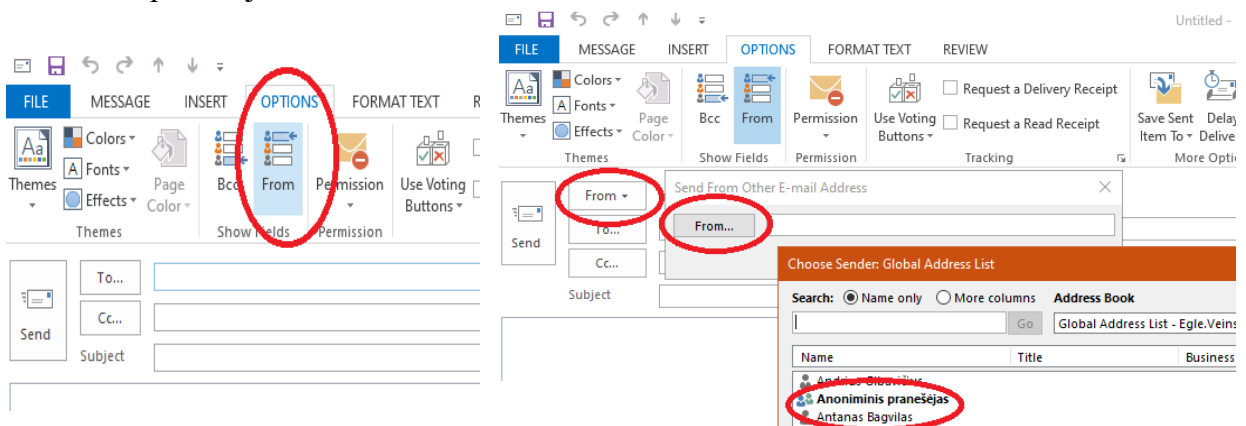 FILE MESSAGE INSERT OPTIONS FORMAT TEXT
Aa Colors
A Fonts
Effects
Themes
Page
Color
Bcc From Permission Use Voting
Buttons
Themes Show Fields Permission
Send
To...
Cc...
Subject
Untitled -
FILE MESSAGE INSERT OPTIONS FORMAT TEXT REVIEW
Aa Colors
A Fonts
Effects
Themes
Page
Color
Bcc From Permission Use Voting
Buttons
Request a Delivery Receipt
Request a Read Receipt
Save Sent
Item To
Delay
Themes Show Fields Permission Tracking
Send
From
To...
Cc...
Subject
Send From Other E-mail Address
From...
Choose Sender: Global Address List
Search: Name only More columns Address Book
Go Global Address List - Egle.Veins
Name Title Business
Anoniminis pranešėjas
Antanas Bagvilas